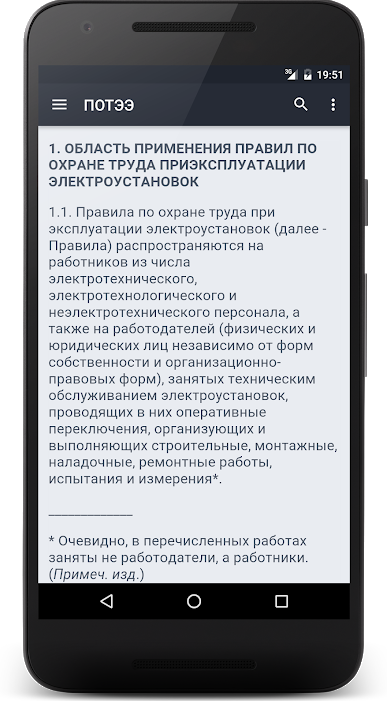 3G 19:51
ПОТЭЭ
1. ОБЛАСТЬ ПРИМЕНЕНИЯ ПРАВИЛ ПО
ОХРАНЕ ТРУДА ПРИЭКСПЛУАТАЦИИ
ЭЛЕКТРОУСТАНОВОК
1.1. Правила по охране труда при
эксплуатации электроустановок (далее -
Правила) распространяются на
работников из числа
электротехнического,
электротехнологического и
неэлектротехнического персонала, а
также на работодателей (физических и
юридических лиц независимо от форм
собственности и организационно-
правовых форм), занятых техническим
обслуживанием электроустановок,
проводящих в них оперативные
переключения, организующих и
выполняющих строительные, монтажные,
наладочные, ремонтные работы,
испытания и измерения*.
_____________
* Очевидно, в перечисленных работах
заняты не работодатели, а работники.
(Примеч. изд.)